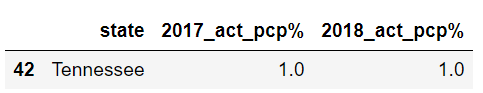 state 2017_act_pcp% 2018_act_pcp%
42 Tennessee 1.0 1.0